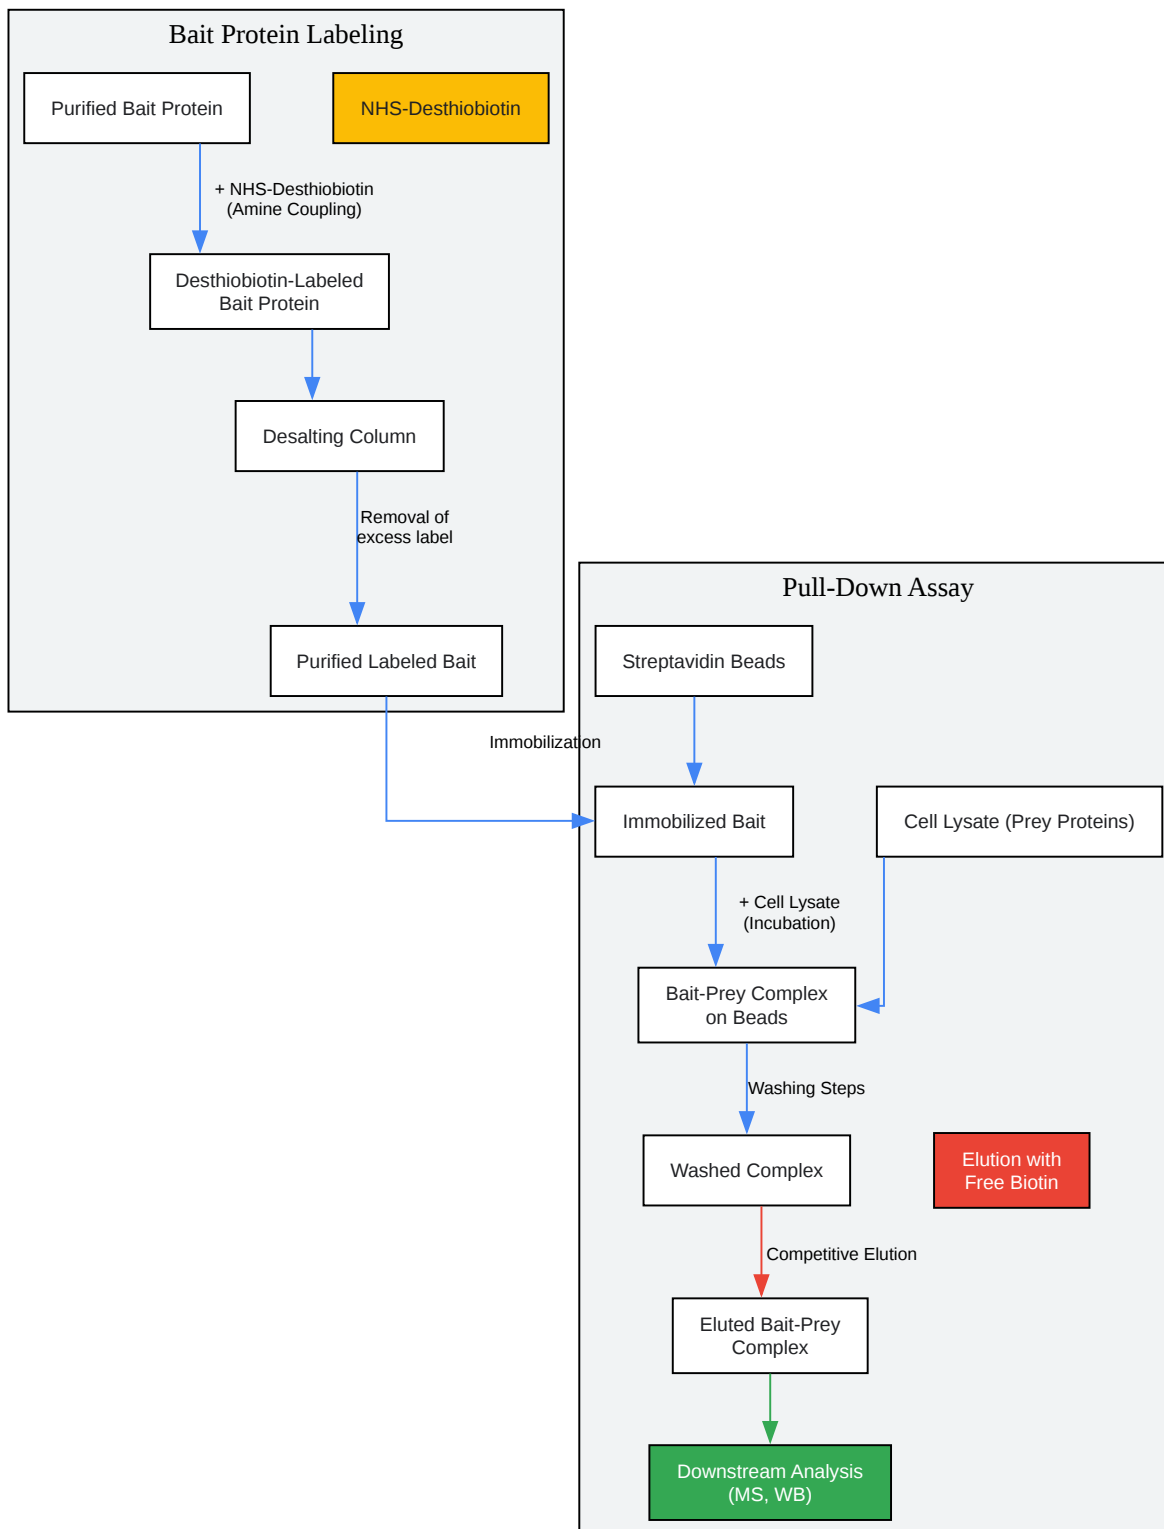 Bait Protein Labeling
Purified Bait Protein
NHS-Desthiobiotin
+ NHS-Desthiobiotin
(Amine Coupling)
Desthiobiotin-Labeled
Bait Protein
Desalting Column
Removal of
excess label
Purified Labeled Bait
Pull-Down Assay
Streptavidin Beads
Immobilization
Immobilized Bait
Cell Lysate (Prey Proteins)
+ Cell Lysate
(Incubation)
Bait-Prey Complex
on Beads
Washing Steps
Washed Complex
Elution with
Free Biotin
Competitive Elution
Eluted Bait-Prey
Complex
Downstream Analysis
(MS, WB)